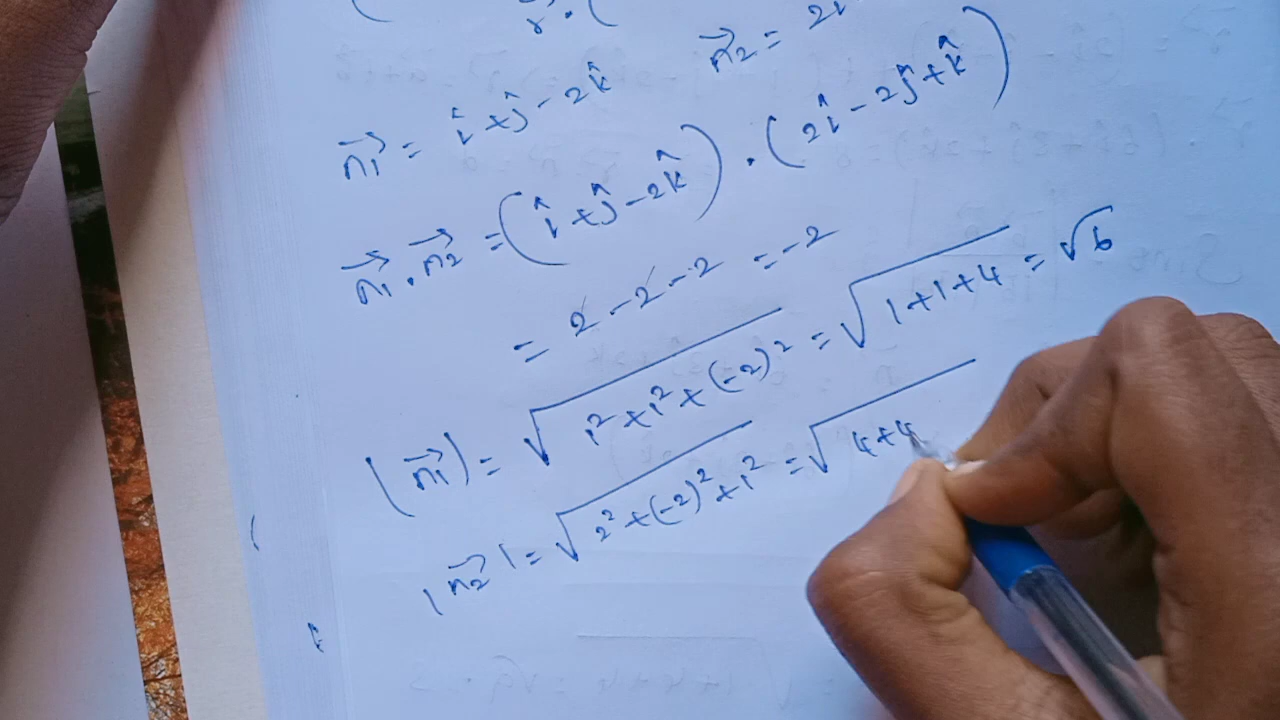 r⃗ . (
n⃗1 = î + ĵ - 2k̂ n⃗2 = 2î
n⃗1 . n⃗2 = (î + ĵ - 2k̂) . (2î - 2ĵ + k̂)
= 2 - 2 - 2 = -2
|n⃗1| = √1² + 1² + (-2)² = √1+1+4 = √6
|n⃗2| = √2² + (-2)² + 1² = √4+4